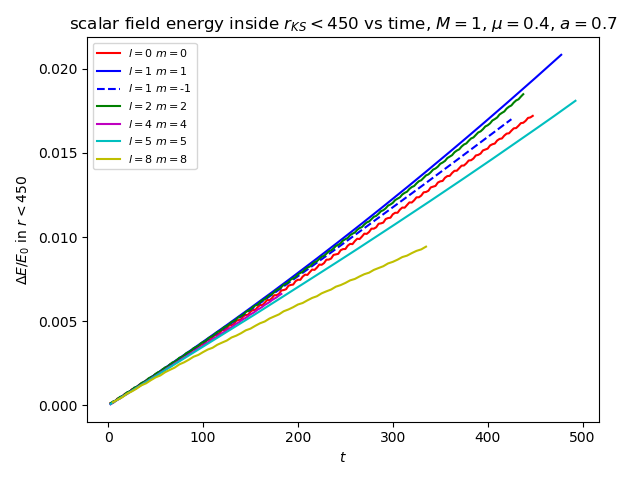 scalar field energy inside r_{KS} < 450 vs time, M = 1, μ = 0.4, a = 0.7
l = 0 m = 0
l = 1 m = 1
l = 1 m = -1
l = 2 m = 2
l = 4 m = 4
l = 5 m = 5
l = 8 m = 8
0.020
0.015
0.010
0.005
0.000
ΔE/E_0 in r < 450
0 100 200 300 400 500
t